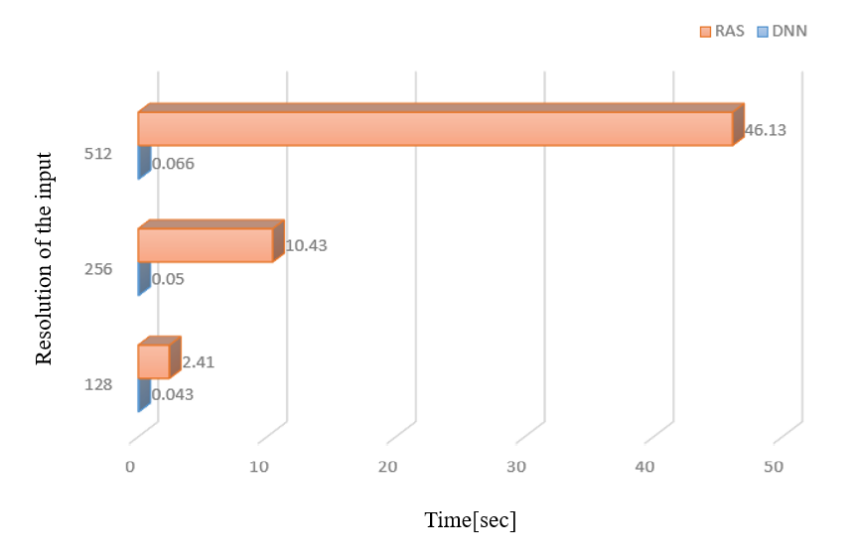 RAS DNN
512
46.13
0.066
256
10.43
0.05
128
2.41
0.043
0 10 20 30 40 50
Resolution of the input
Time[sec]